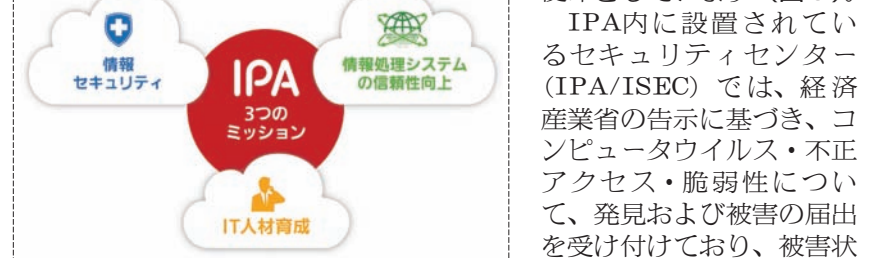 情報
セキュリティ
IPA
3つの
ミッション
情報処理システム
の信頼性向上
IT人材育成
IPA内に設置されてい
るセキュリティセンター
(IPA/ISEC)では、経済
産業省の告示に基づき、コ
ンピュータウイルス・不正
アクセス・脆弱性につい
て、発見および被害の届出
を受け付けており、被害状